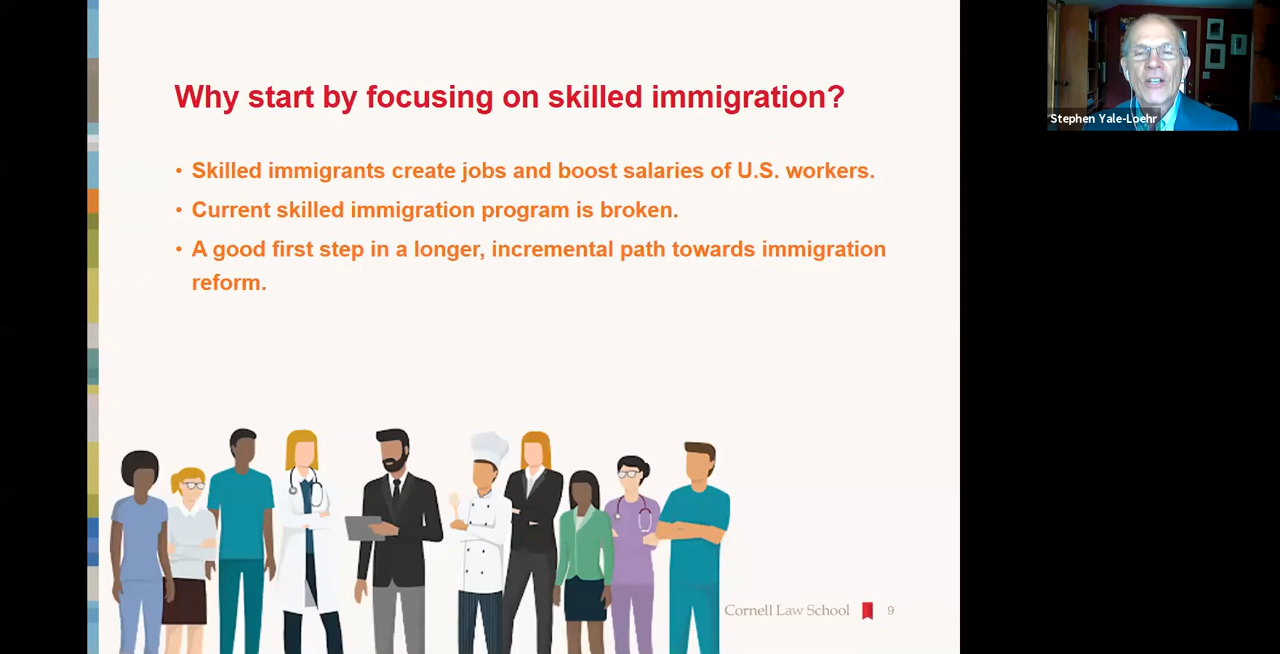 Why start by focusing on skilled immigration?
• Skilled immigrants create jobs and boost salaries of U.S. workers.
• Current skilled immigration program is broken.
• A good first step in a longer, incremental path towards immigration
reform.
Cornell Law School 9
Stephen Yale-Loehr